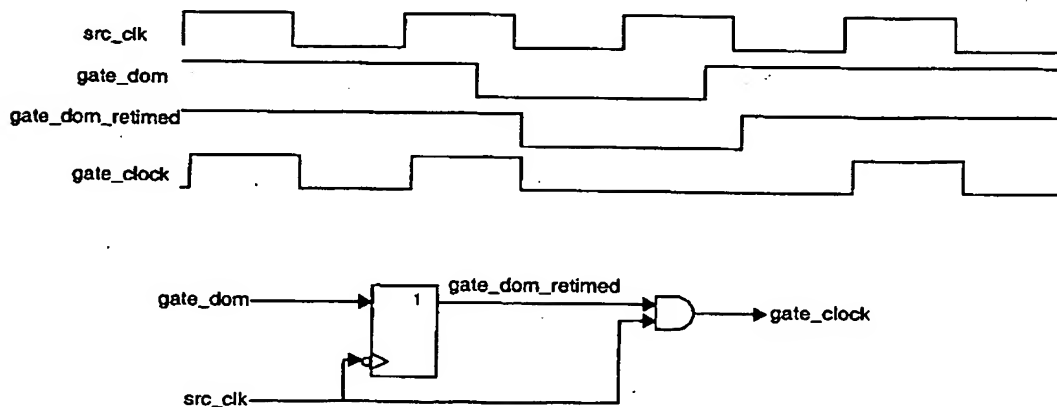 src_clk
gate_dom
gate_dom_retimed
gate_clock
gate_dom
1
gate_dom_retimed
gate_clock
src_clk